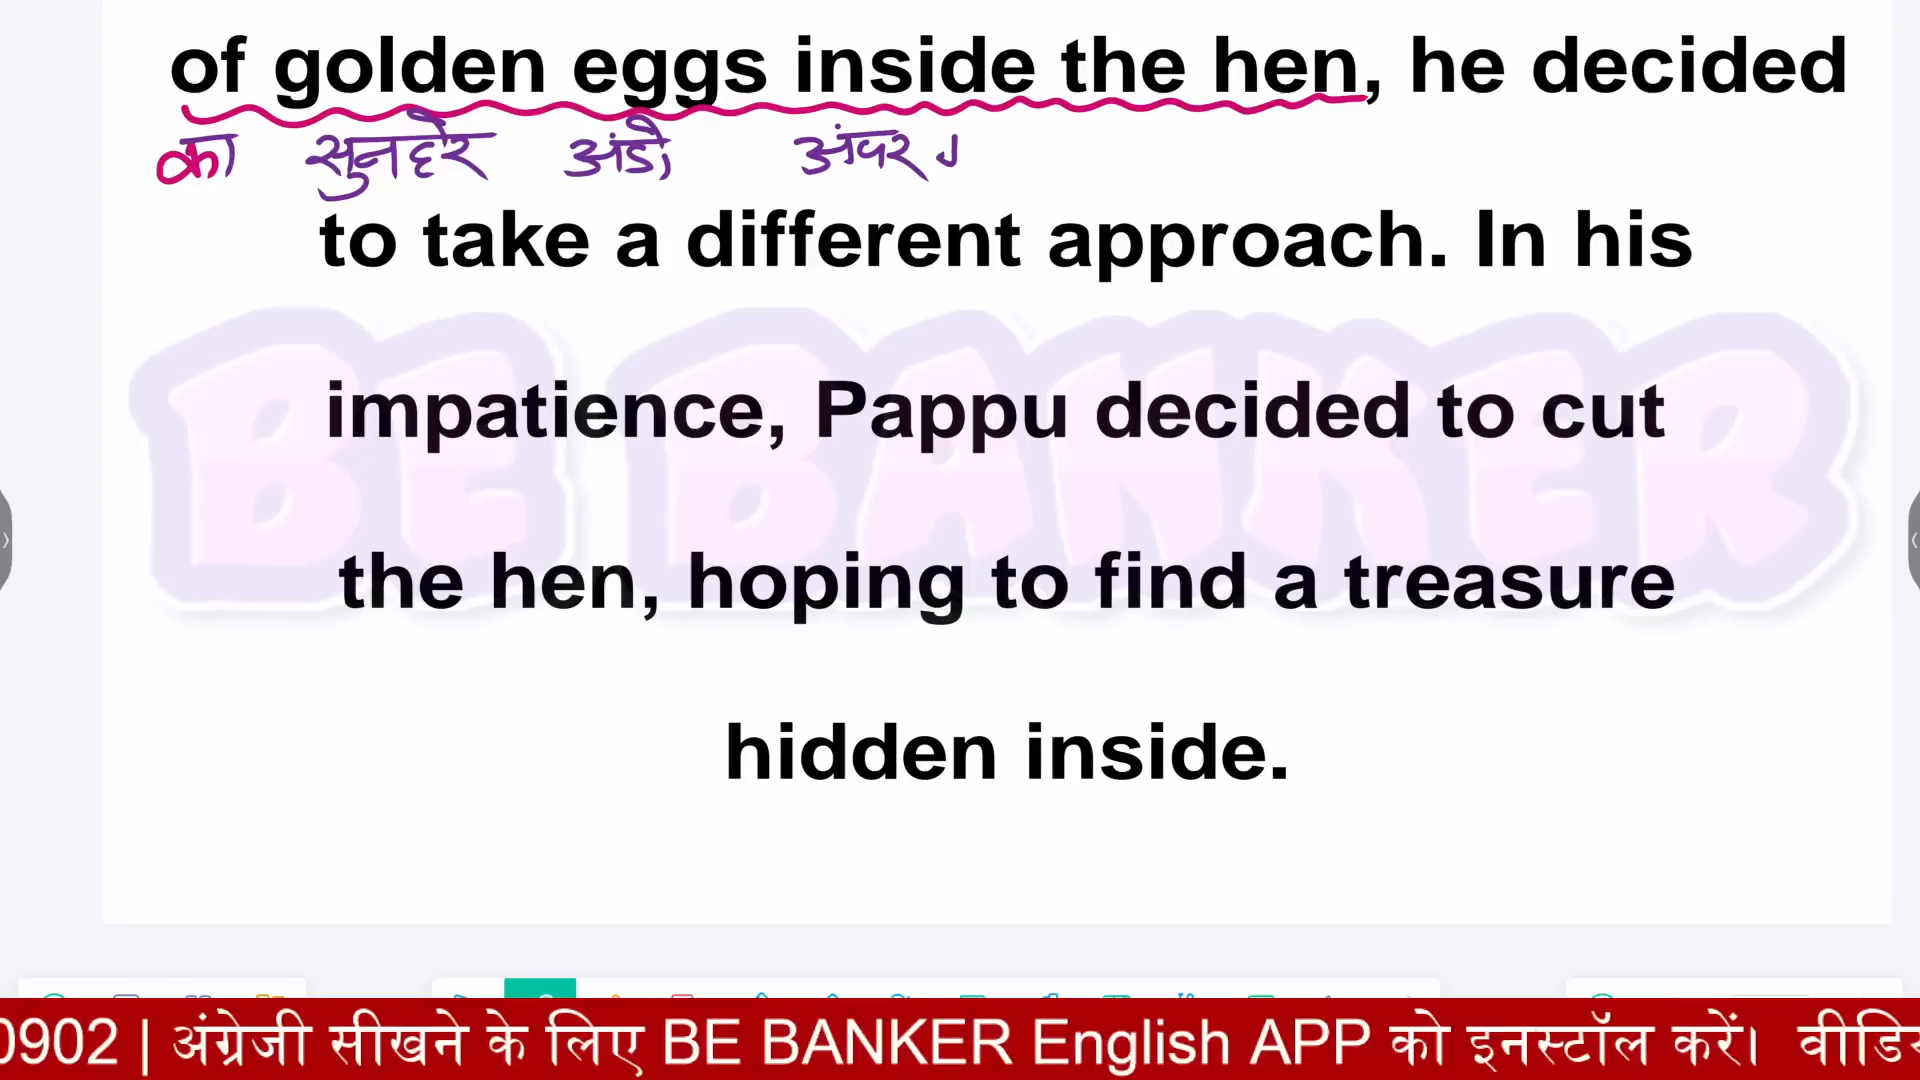 of golden eggs inside the hen, he decided
का सुनहरे अंडो अंदर
to take a different approach. In his
BE BANKER
impatience, Pappu decided to cut
the hen, hoping to find a treasure
hidden inside.
0902 | अंग्रेजी सीखने के लिए BE BANKER English APP को इनस्टॉल करें।